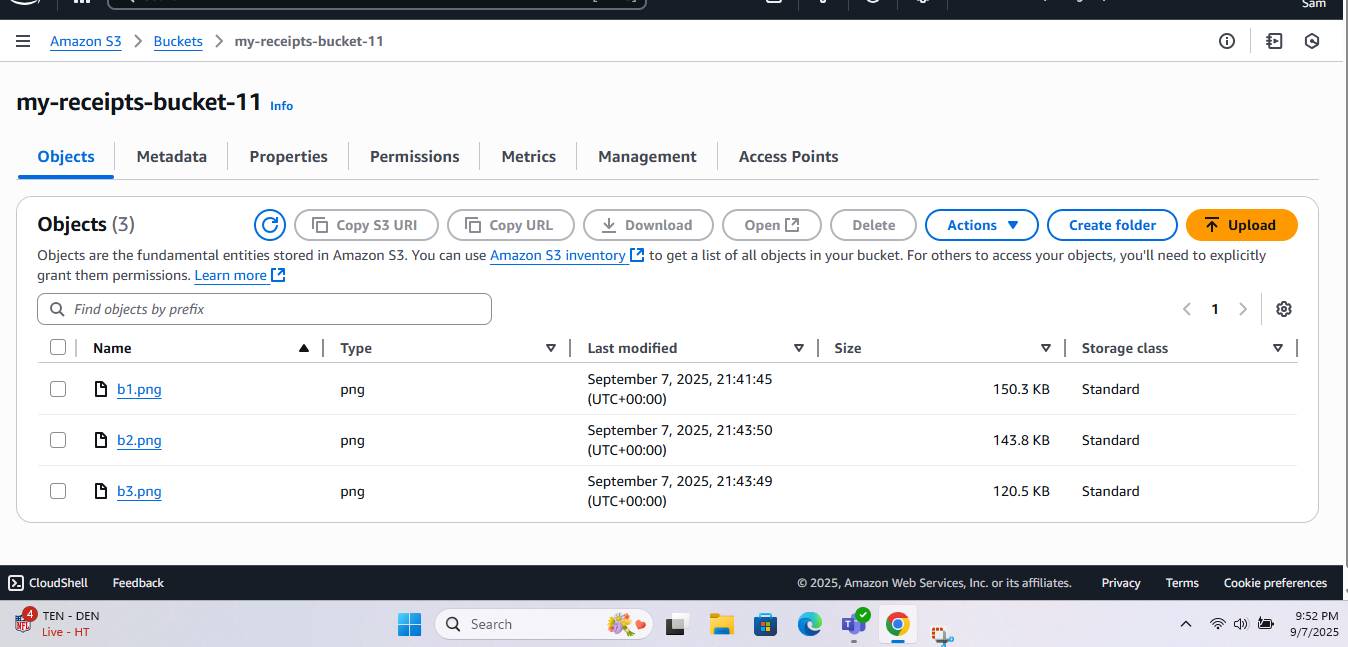 Sam
Amazon S3 > Buckets > my-receipts-bucket-11
my-receipts-bucket-11 Info
Objects Metadata Properties Permissions Metrics Management Access Points
Objects (3) Copy S3 URI Copy URL Download Open Delete Actions Create folder Upload
Objects are the fundamental entities stored in Amazon S3. You can use Amazon S3 inventory to get a list of all objects in your bucket. For others to access your objects, you'll need to explicitly
grant them permissions. Learn more
Find objects by prefix 1
Name Type Last modified Size Storage class
b1.png png September 7, 2025, 21:41:45 (UTC+00:00) 150.3 KB Standard
b2.png png September 7, 2025, 21:43:50 (UTC+00:00) 143.8 KB Standard
b3.png png September 7, 2025, 21:43:49 (UTC+00:00) 120.5 KB Standard
CloudShell Feedback © 2025, Amazon Web Services, Inc. or its affiliates. Privacy Terms Cookie preferences
4 NFL TEN - DEN Search 9:52 PM
Live - HT 9/7/2025